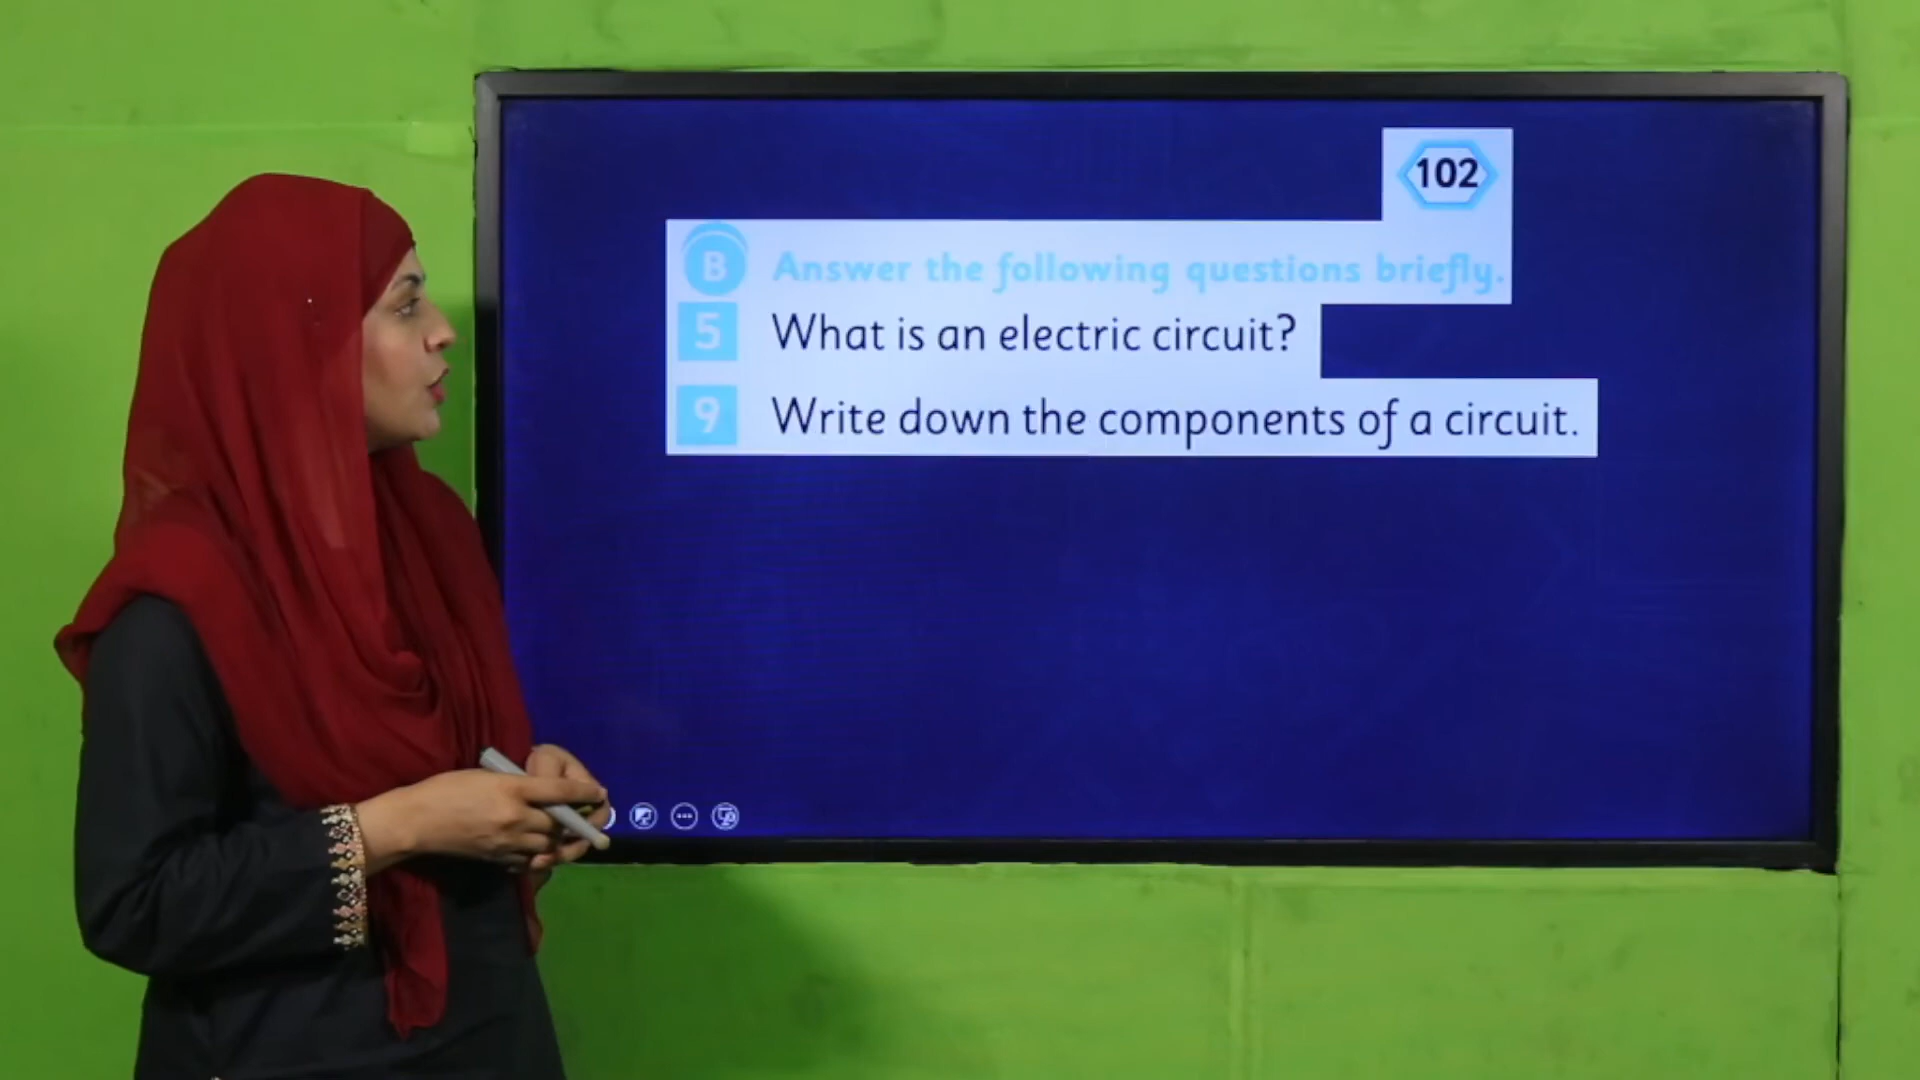 102
B Answer the following questions briefly.
5 What is an electric circuit?
9 Write down the components of a circuit.